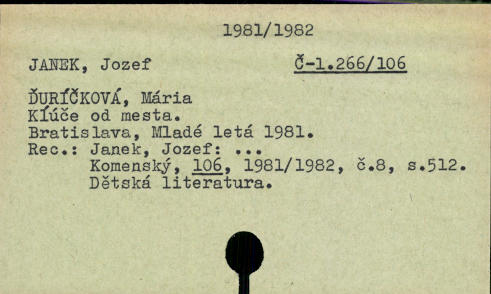 1981/1982
JANEK, Jozef Č-1.266/106
ĎURÍČKOVÁ, Mária
Kľúče od mesta.
Bratislava, Mladé letá 1981.
Rec.: Janek, Jozef: ...
Komenský, 106, 1981/1982, č.8, s.512.
Dětská literatura.